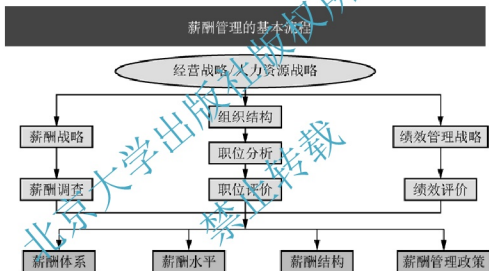 薪酬管理的基本流程
经营战略/人力资源战略
组织结构
薪酬战略
职位分析
绩效管理战略
薪酬调查
职位评价
绩效评价
薪酬体系
薪酬水平
薪酬结构
薪酬管理政策
北京大学出版社版权所
禁止转载